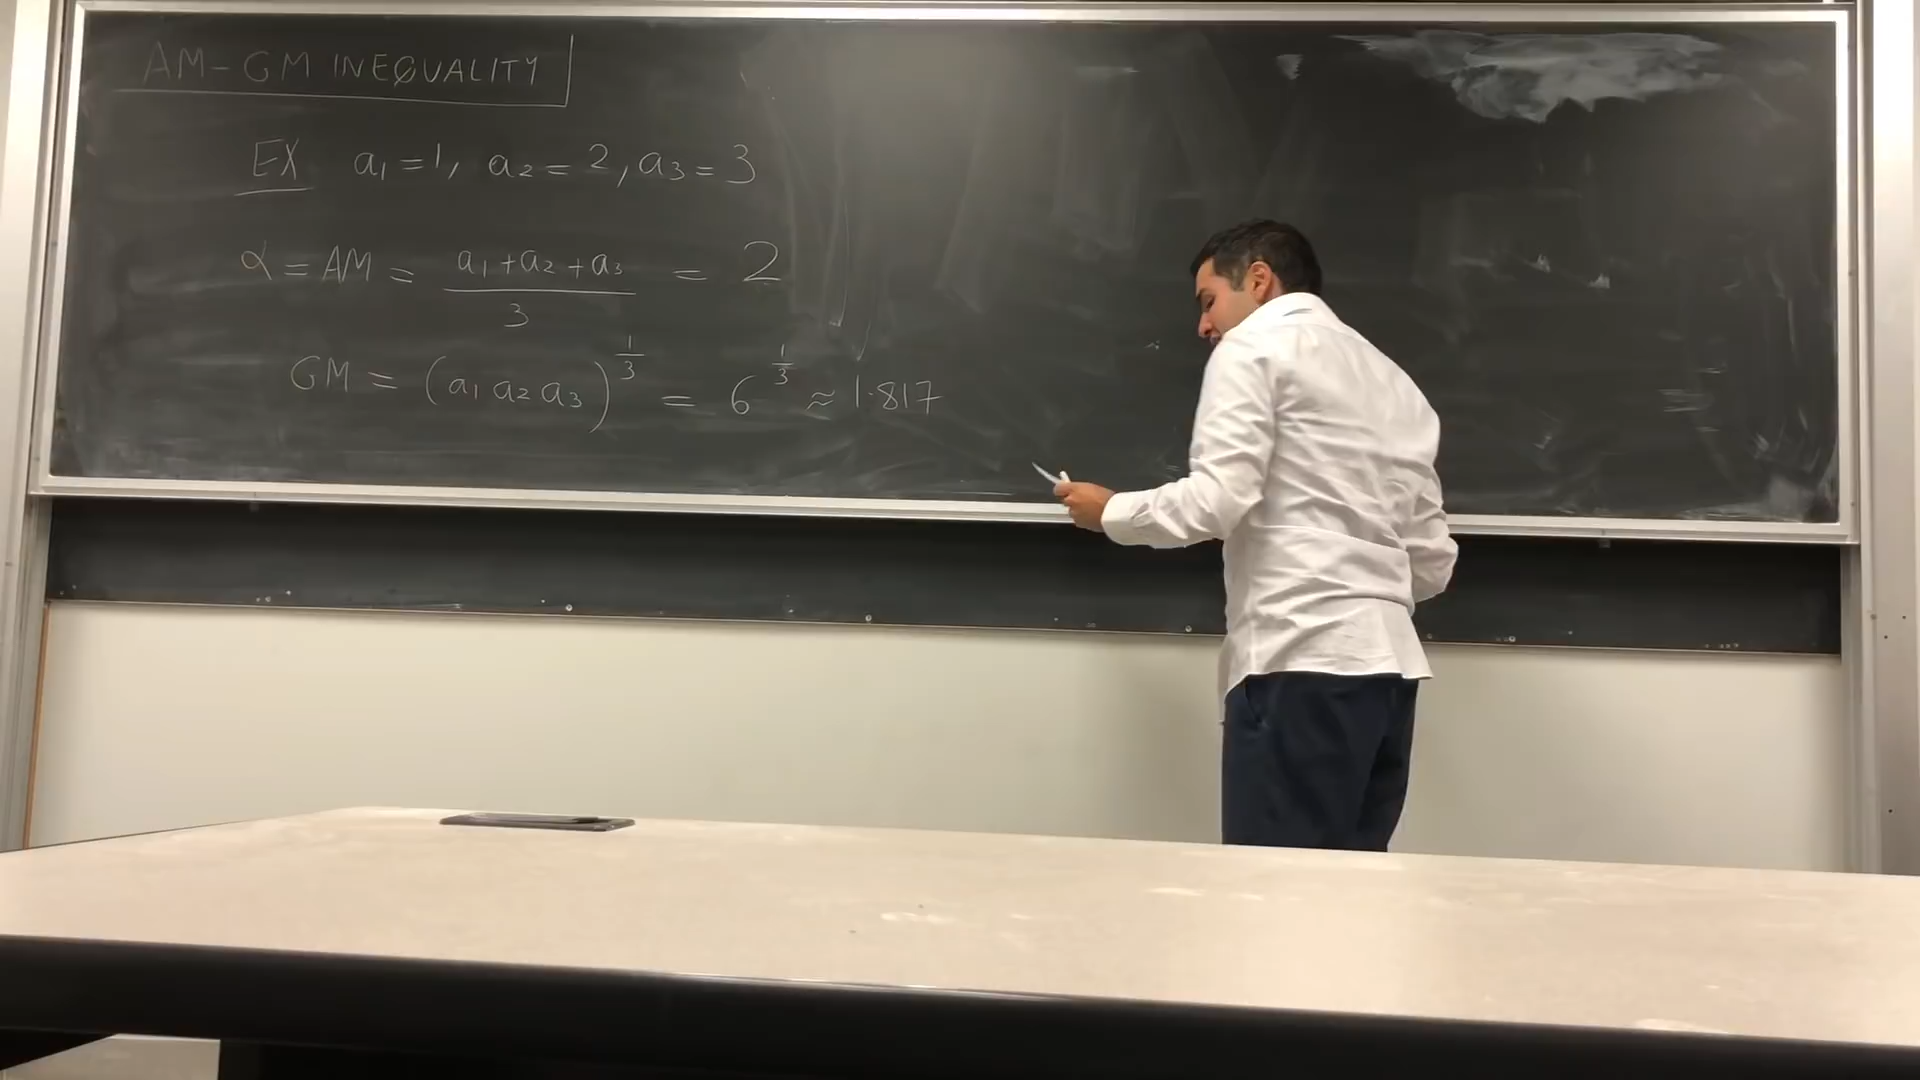 AM-GM INEQUALITY
EX a₁=1, a₂=2, a₃=3
α = AM = (a₁+a₂+a₃)/3 = 2
GM = (a₁ a₂ a₃)^(1/3) = 6^(1/3) ≈ 1.817